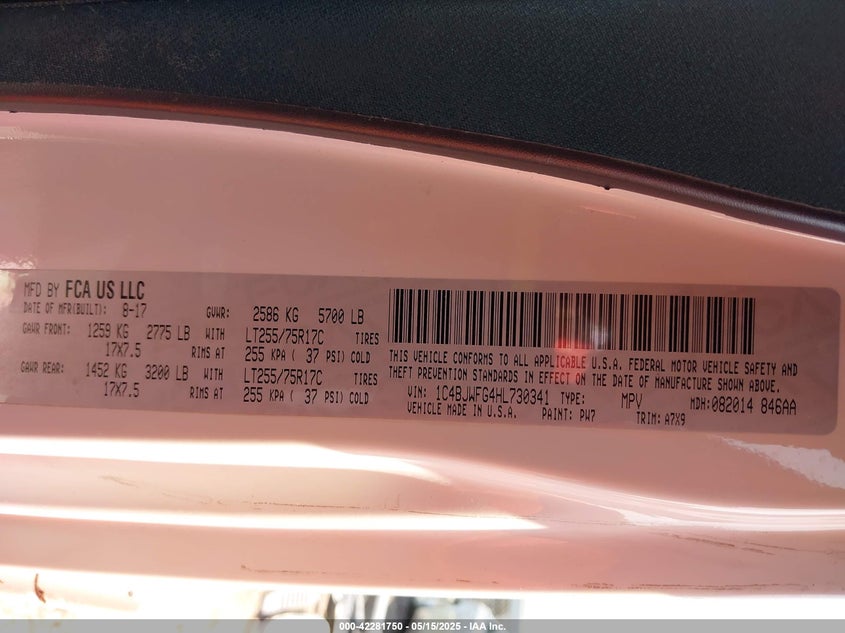 MFD BY FCA US LLC
DATE OF MFR(BUILT): 8-17 GVWR: 2586 KG 5700 LB
GAWR FRONT: 1259 KG 2775 LB WITH LT255/75R17C TIRES
17X7.5 RIMS AT 255 KPA ( 37 PSI) COLD
GAWR REAR: 1452 KG 3200 LB WITH LT255/75R17C TIRES
17X7.5 RIMS AT 255 KPA ( 37 PSI) COLD
THIS VEHICLE CONFORMS TO ALL APPLICABLE U.S.A. FEDERAL MOTOR VEHICLE SAFETY AND
THEFT PREVENTION STANDARDS IN EFFECT ON THE DATE OF MANUFACTURE SHOWN ABOVE.
VIN: 1C4BJWFG4HL730341 TYPE: MPV MDH: 082014 846AA
VEHICLE MADE IN U.S.A. PAINT: PW7 TRIM: A7X9
000-42281750 - 05/15/2025 - IAA Inc.